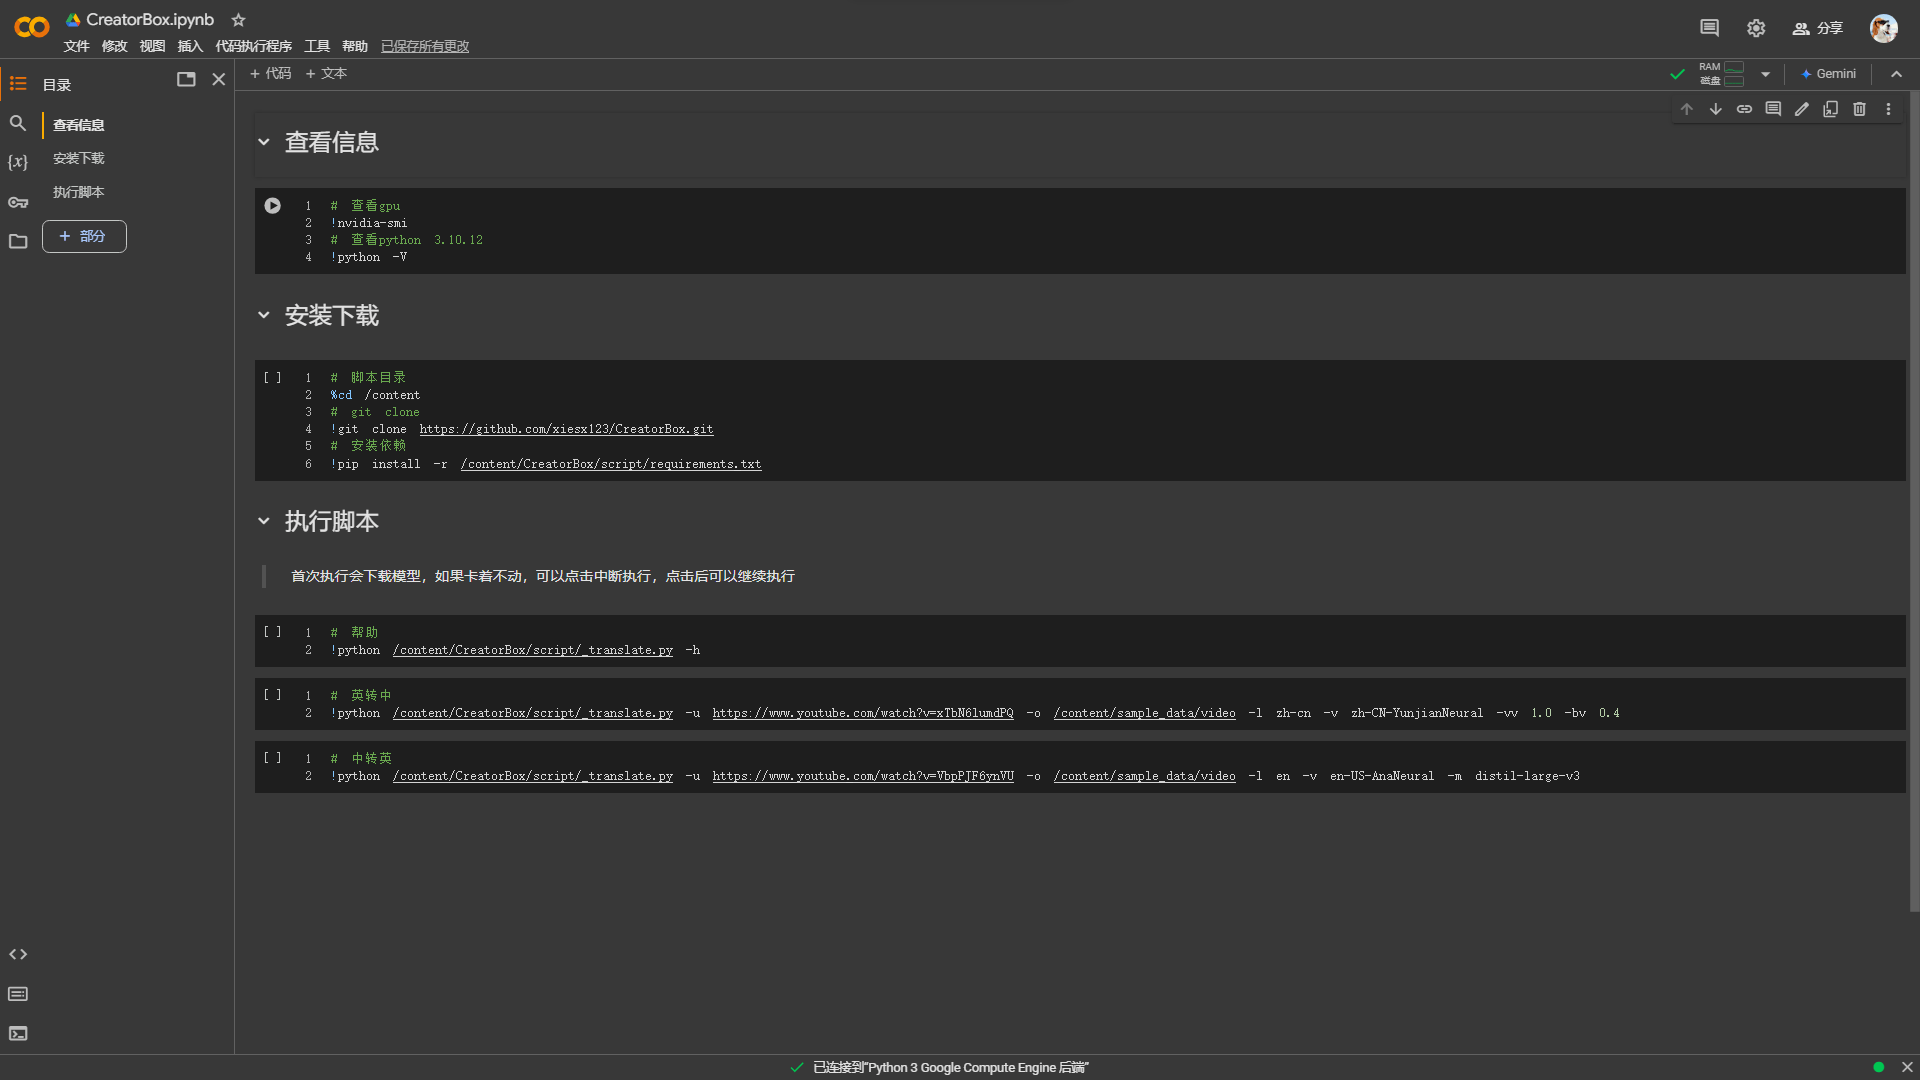 CreatorBox.ipynb
文件 修改 视图 插入 代码执行程序 工具 帮助 已保存所有更改
分享
目录
+ 代码 + 文本
RAM
磁盘
Gemini
查看信息
安装下载
执行脚本
+ 部分
{x}
查看信息
1 # 查看gpu
2 !nvidia-smi
3 # 查看python 3.10.12
4 !python -V
安装下载
[ ] 1 # 脚本目录
2 %cd /content
3 # git clone
4 !git clone https://github.com/xiesx123/CreatorBox.git
5 # 安装依赖
6 !pip install -r /content/CreatorBox/script/requirements.txt
执行脚本
首次执行会下载模型，如果卡着不动，可以点击中断执行，点击后可以继续执行
[ ] 1 # 帮助
2 !python /content/CreatorBox/script/_translate.py -h
[ ] 1 # 英转中
2 !python /content/CreatorBox/script/_translate.py -u https://www.youtube.com/watch?v=xTbN6lumdPQ -o /content/sample_data/video -l zh-cn -v zh-CN-YunjianNeural -vv 1.0 -bv 0.4
[ ] 1 # 中转英
2 !python /content/CreatorBox/script/_translate.py -u https://www.youtube.com/watch?v=VbpPJF6ynVU -o /content/sample_data/video -l en -v en-US-AnaNeural -m distil-large-v3
已连接到“Python 3 Google Compute Engine 后端”